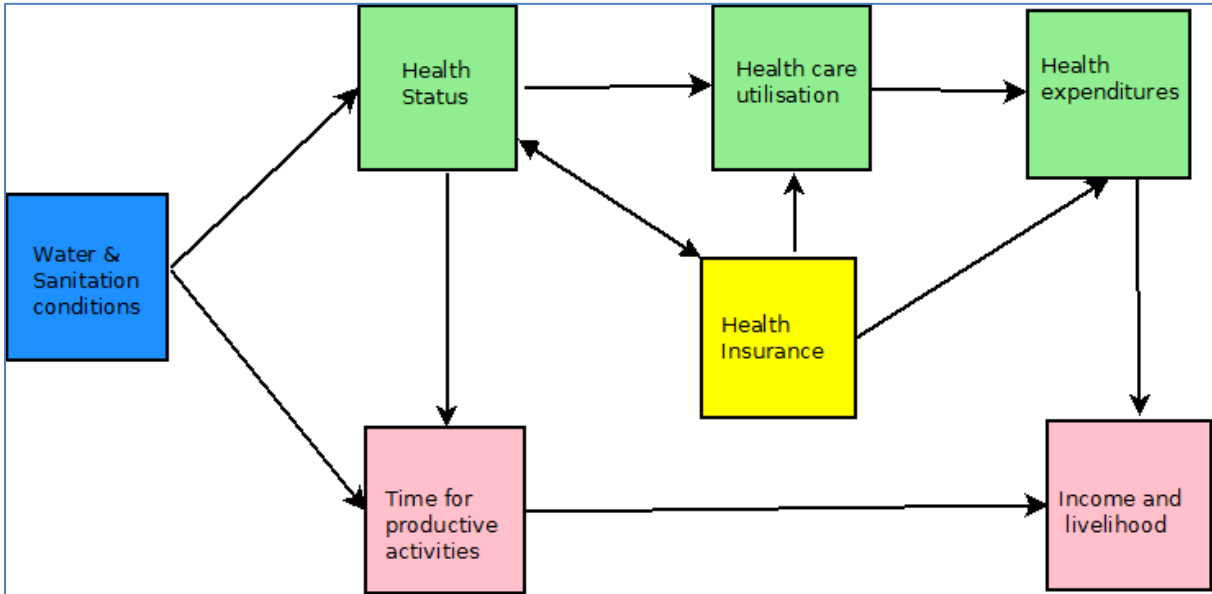 Health
Status
Health care
utilisation
Health
expenditures
Water &
Sanitation
conditions
Health
Insurance
Time for
productive
activities
Income and
livelihood